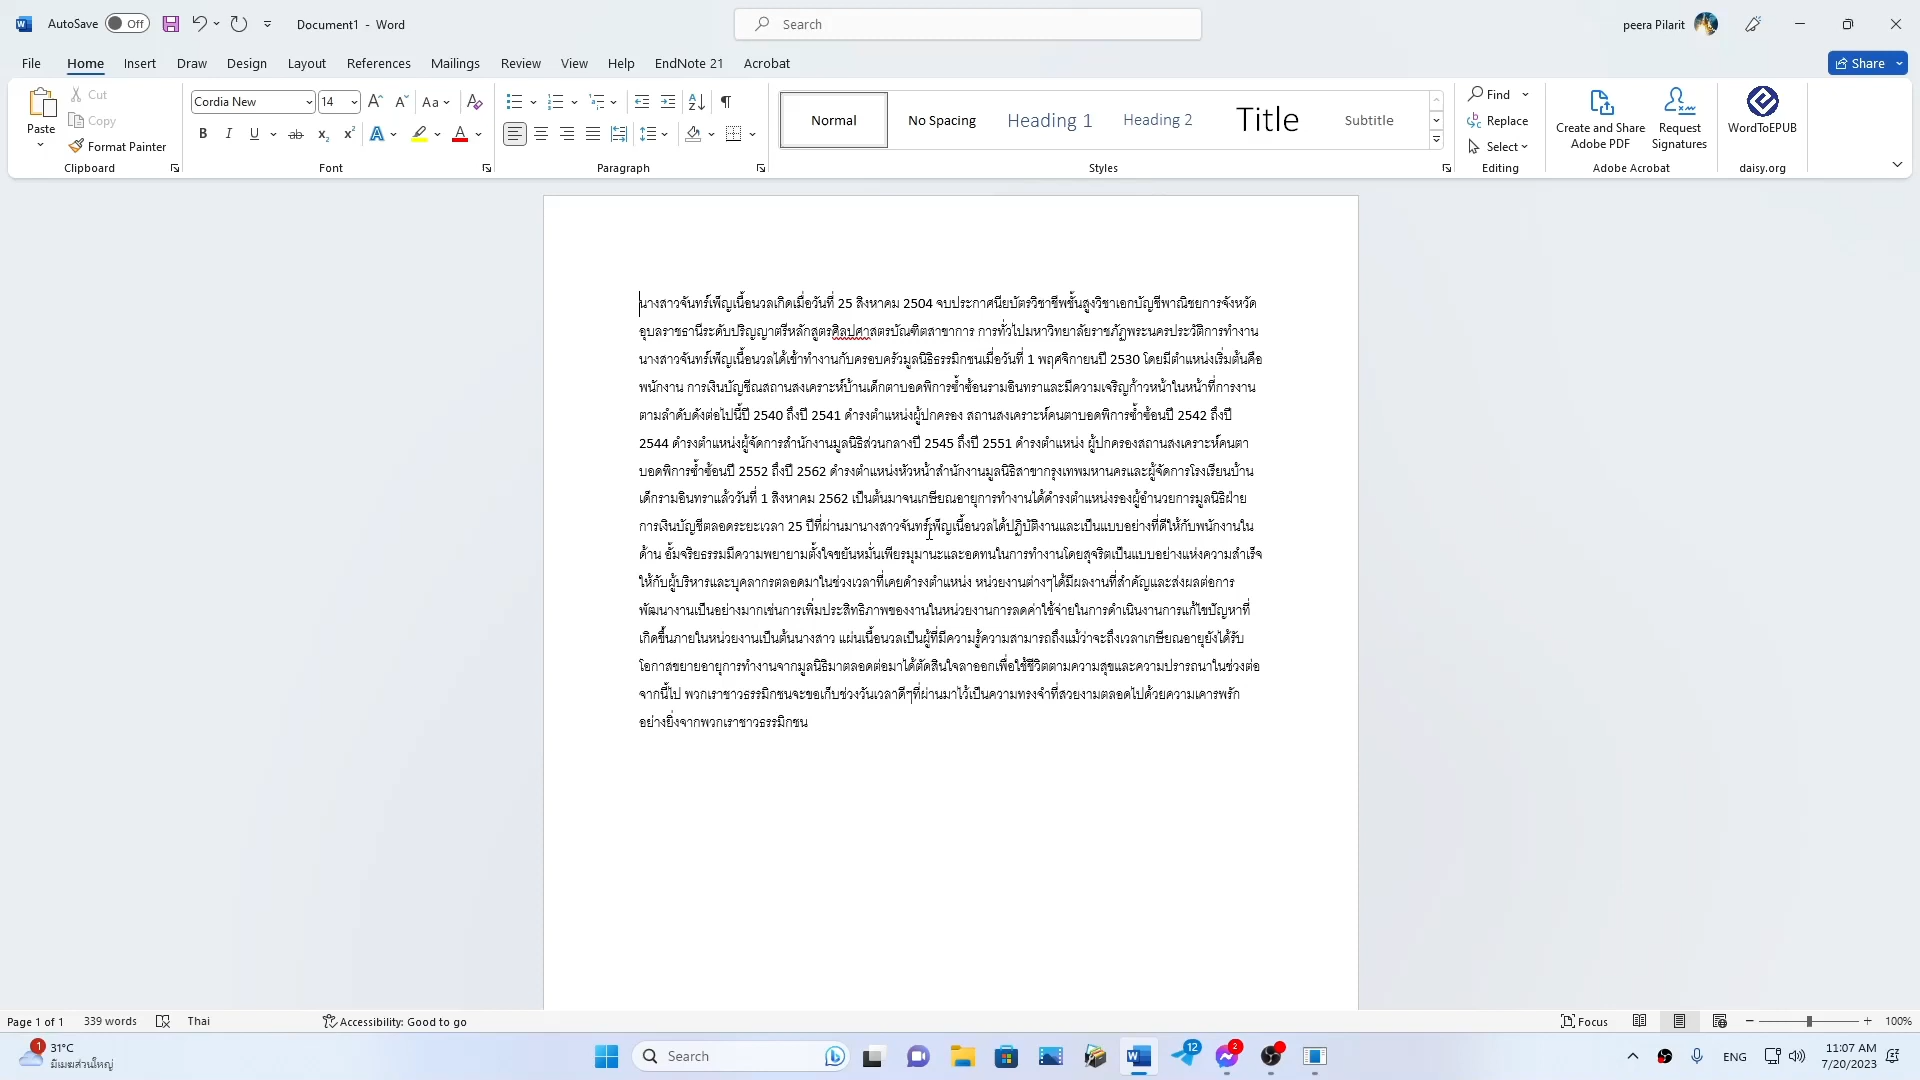 AutoSave Off Document1 - Word Search peera Pilarit
File Home Insert Draw Design Layout References Mailings Review View Help EndNote 21 Acrobat Share
Paste Cut Copy Format Painter
Cordia New 14
Normal No Spacing Heading 1 Heading 2 Title Subtitle
Find Replace Select
Create and Share Adobe PDF Request Signatures WordToEPUB
Clipboard Font Paragraph Styles Editing Adobe Acrobat daisy.org
นางสาวจันทร์เพ็ญเนื้อนวลเกิดเมื่อวันที่ 25 สิงหาคม 2504 จบประกาศนียบัตรวิชาชีพชั้นสูงวิชาเอกบัญชีพาณิชยการจังหวัด
อุบลราชธานีระดับปริญญาตรีหลักสูตรศิลปศาสตรบัณฑิตสาขาการ การทั่วไปมหาวิทยาลัยราชภัฏพระนครประวัติการทำงาน
นางสาวจันทร์เพ็ญเนื้อนวลได้เข้าทำงานกับครอบครัวมูลนิธิธรรมิกชนเมื่อวันที่ 1 พฤศจิกายนปี 2530 โดยมีตำแหน่งเริ่มต้นคือ
พนักงาน การเงินบัญชีณสถานสงเคราะห์บ้านเด็กตาบอดพิการซ้ำซ้อนรามอินทราและมีความเจริญก้าวหน้าในหน้าที่การงาน
ตามลำดับดังต่อไปนี้ปี 2540 ถึงปี 2541 ดำรงตำแหน่งผู้ปกครอง สถานสงเคราะห์คนตาบอดพิการซ้ำซ้อนปี 2542 ถึงปี
2544 ดำรงตำแหน่งผู้จัดการสำนักงานมูลนิธิส่วนกลางปี 2545 ถึงปี 2551 ดำรงตำแหน่ง ผู้ปกครองสถานสงเคราะห์คนตา
บอดพิการซ้ำซ้อนปี 2552 ถึงปี 2562 ดำรงตำแหน่งหัวหน้าสำนักงานมูลนิธิสาขากรุงเทพมหานครและผู้จัดการโรงเรียนบ้าน
เด็กรามอินทราแล้ววันที่ 1 สิงหาคม 2562 เป็นต้นมาจนเกษียณอายุการทำงานได้ดำรงตำแหน่งรองผู้อำนวยการมูลนิธิฝ่าย
การเงินบัญชีตลอดระยะเวลา 25 ปีที่ผ่านมานางสาวจันทร์เพ็ญเนื้อนวลได้ปฏิบัติงานและเป็นแบบอย่างที่ดีให้กับพนักงานใน
ด้าน อั้มจริยธรรมมีความพยายามตั้งใจขยันหมั่นเพียรมุมานะและอดทนในการทำงานโดยสุจริตเป็นแบบอย่างแห่งความสำเร็จ
ให้กับผู้บริหารและบุคลากรตลอดมาในช่วงเวลาที่เคยดำรงตำแหน่ง หน่วยงานต่างๆได้มีผลงานที่สำคัญและส่งผลต่อการ
พัฒนางานเป็นอย่างมากเช่นการเพิ่มประสิทธิภาพของงานในหน่วยงานการลดค่าใช้จ่ายในการดำเนินงานการแก้ไขปัญหาที่
เกิดขึ้นภายในหน่วยงานเป็นต้นนางสาว แผ่นเนื้อนวลเป็นผู้ที่มีความรู้ความสามารถถึงแม้ว่าจะถึงเวลาเกษียณอายุยังได้รับ
โอกาสขยายอายุการทำงานจากมูลนิธิมาตลอดต่อมาได้ตัดสินใจลาออกเพื่อใช้ชีวิตตามความสุขและความปรารถนาในช่วงต่อ
จากนี้ไป พวกเราชาวธรรมิกชนจะขอเก็บช่วงวันเวลาดีๆที่ผ่านมาไว้เป็นความทรงจำที่สวยงามตลอดไปด้วยความเคารพรัก
อย่างยิ่งจากพวกเราชาวธรรมิกชน
Page 1 of 1 339 words Thai Accessibility: Good to go Focus 100%
1 31°C Search 12 2 ENG 11:07 AM
มีเมฆส่วนใหญ่ 7/20/2023